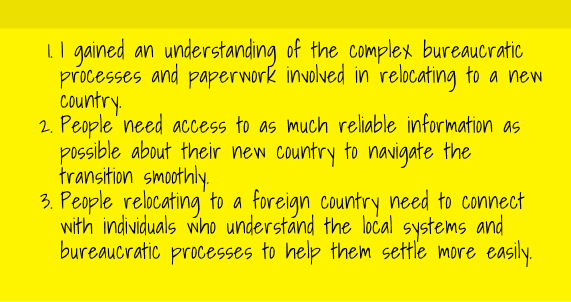 1. I gained an understanding of the complex bureaucratic
processes and paperwork involved in relocating to a new
country.
2. People need access to as much reliable information as
possible about their new country to navigate the
transition smoothly.
3. People relocating to a foreign country need to connect
with individuals who understand the local systems and
bureaucratic processes to help them settle more easily.